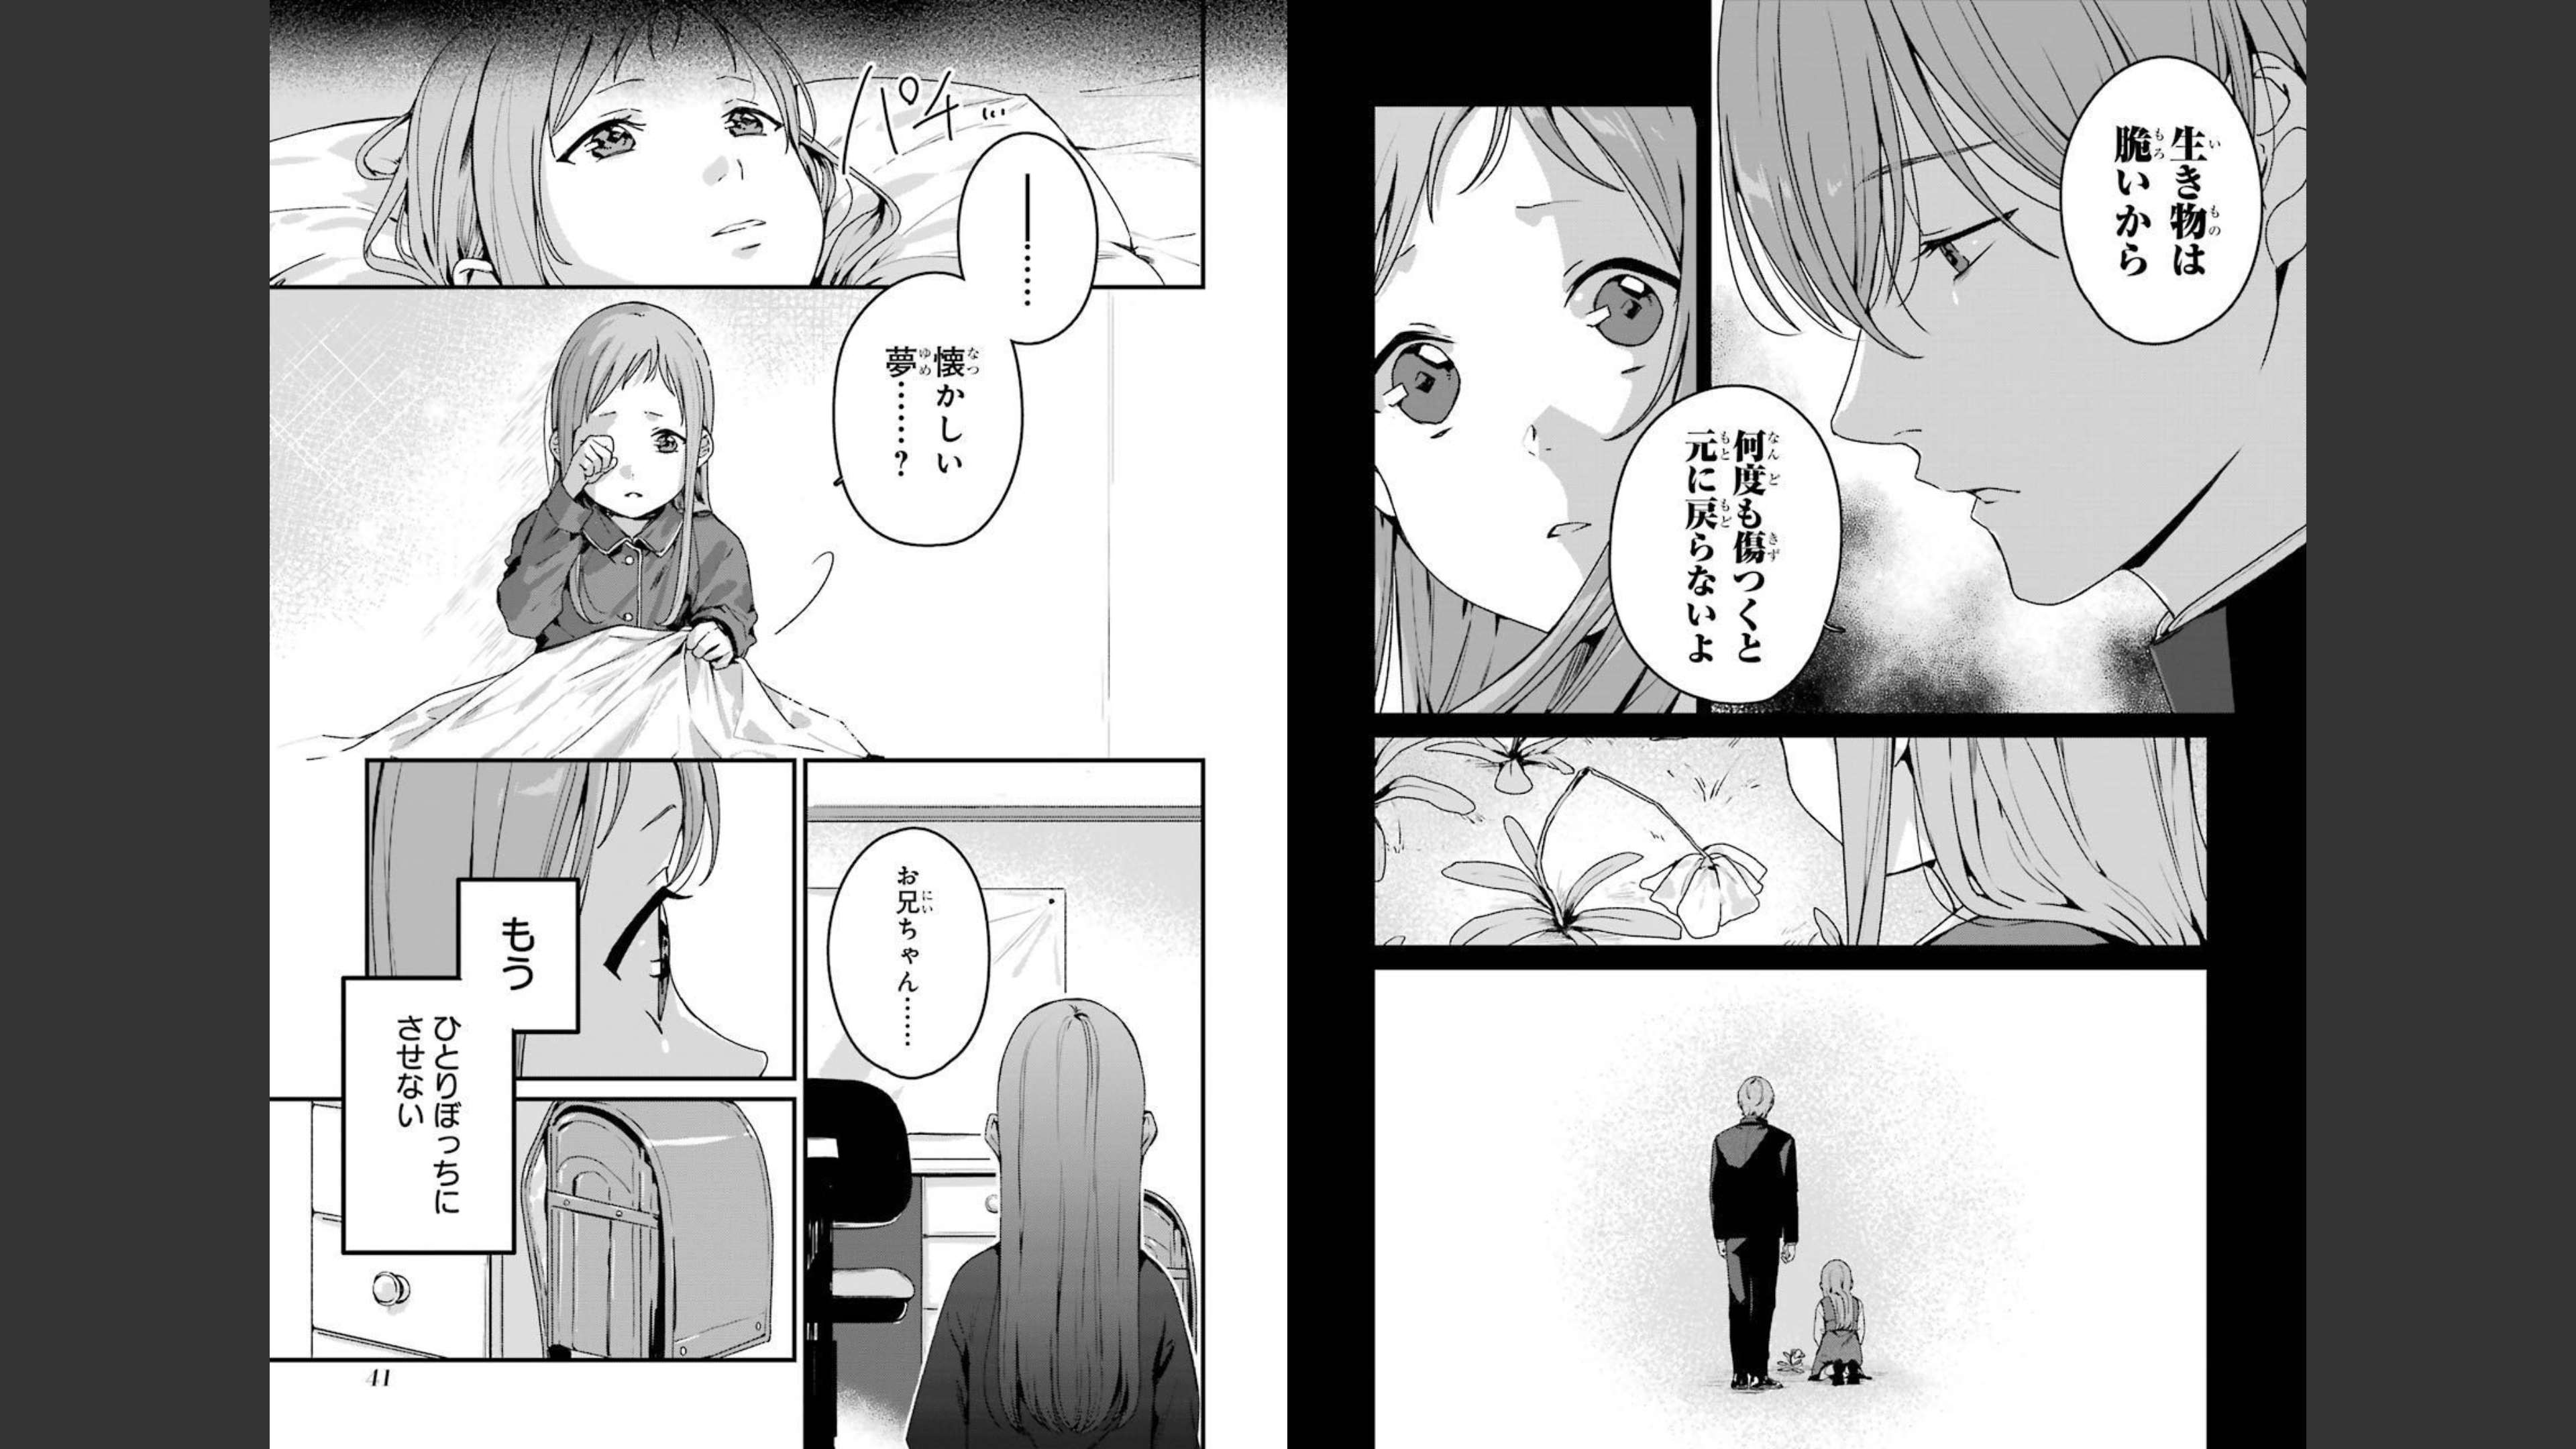 生き物は
脆いから
何度も傷つくと
元に戻らないよ
パチ…
―……
懐かしい
夢……？
お兄ちゃん……
もう
ひとりぼっちに
させない
41